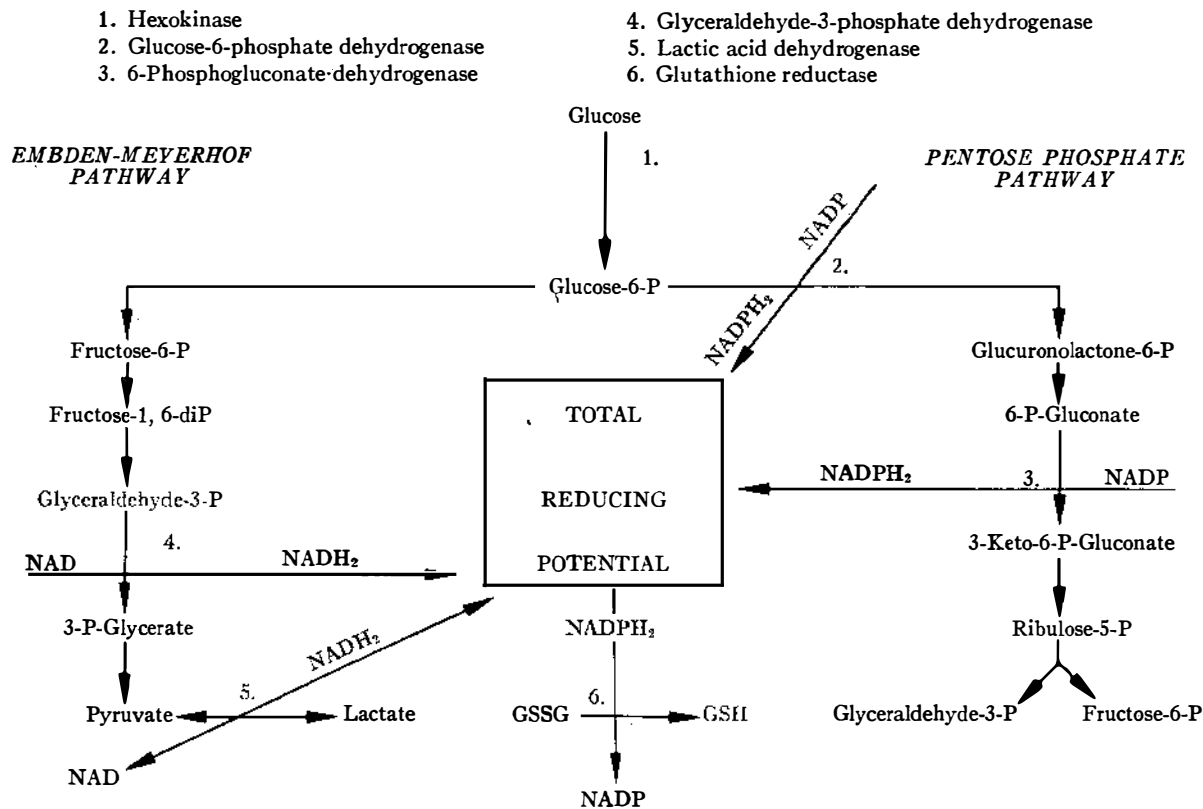 1. Hexokinase
2. Glucose-6-phosphate dehydrogenase
3. 6-Phosphogluconate dehydrogenase
4. Glyceraldehyde-3-phosphate dehydrogenase
5. Lactic acid dehydrogenase
6. Glutathione reductase
Glucose
1.
EMBDEN-MEYERHOF
PATHWAY
PENTOSE PHOSPHATE
PATHWAY
NADP
2.
NADPH₂
Glucose-6-P
Fructose-6-P
Glucuronolactone-6-P
Fructose-1, 6-diP
TOTAL
6-P-Gluconate
Glyceraldehyde-3-P
REDUCING
NADPH₂
3.
NADP
4.
NAD
NADH₂
POTENTIAL
3-Keto-6-P-Gluconate
3-P-Glycerate
NADH₂
NADPH₂
Ribulose-5-P
5.
6.
Pyruvate
Lactate
GSSG
GSH
Glyceraldehyde-3-P
Fructose-6-P
NAD
NADP